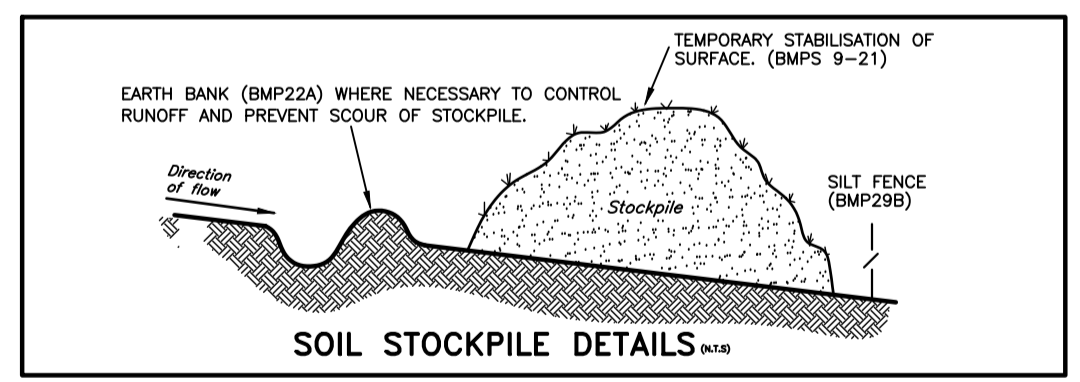 TEMPORARY STABILISATION OF
SURFACE. (BMPS 9-21)
EARTH BANK (BMP22A) WHERE NECESSARY TO CONTROL
RUNOFF AND PREVENT SCOUR OF STOCKPILE.
Direction
of flow
Stockpile
SILT FENCE
(BMP29B)
SOIL STOCKPILE DETAILS (N.T.S)